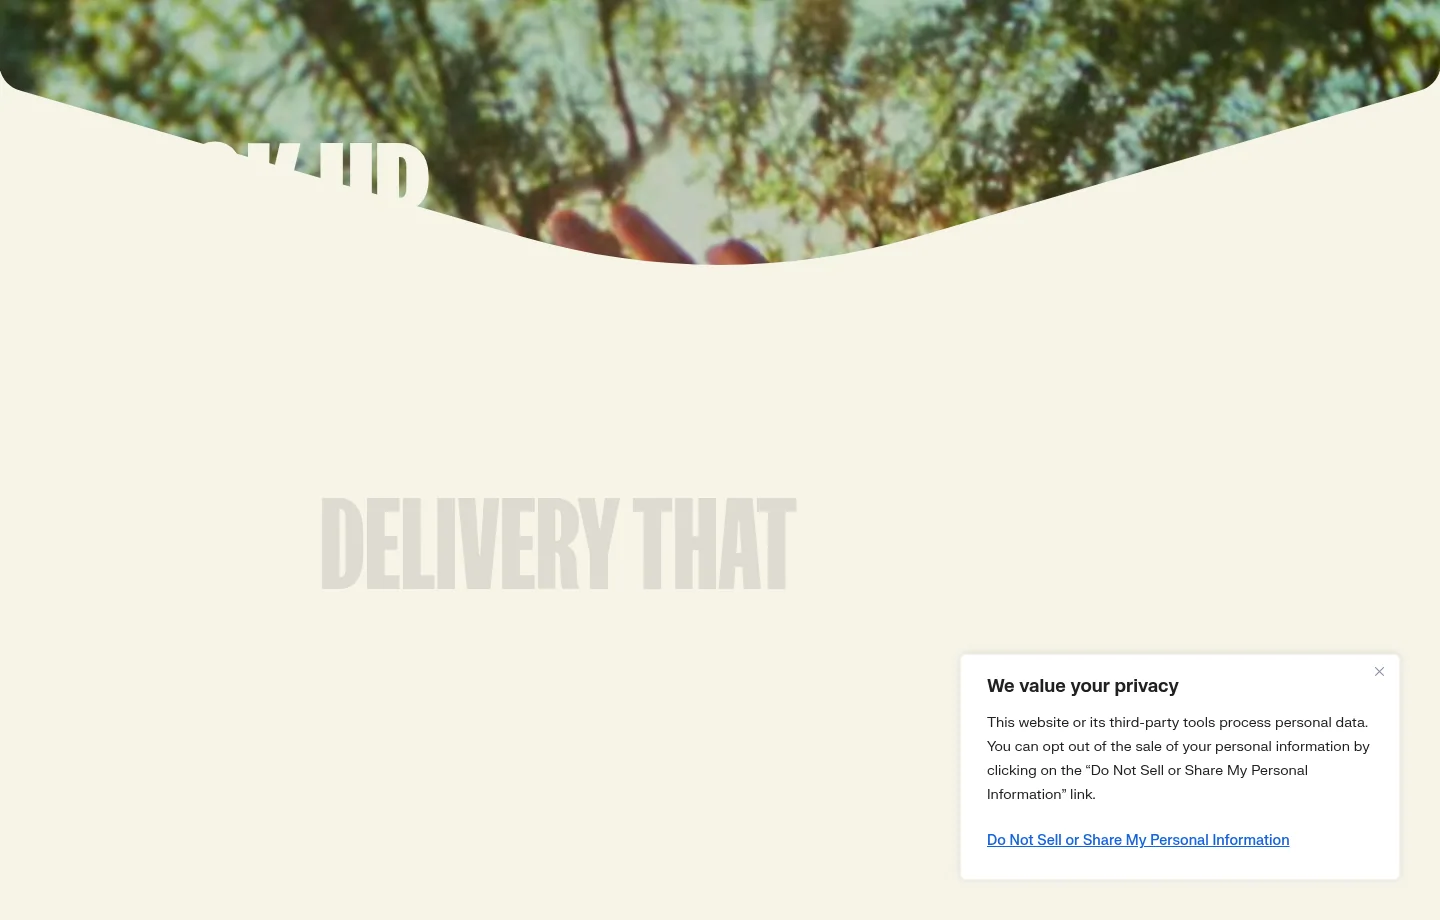 UP
DELIVERY THAT
We value your privacy
This website or its third-party tools process personal data.
You can opt out of the sale of your personal information by
clicking on the “Do Not Sell or Share My Personal
Information” link.
Do Not Sell or Share My Personal Information